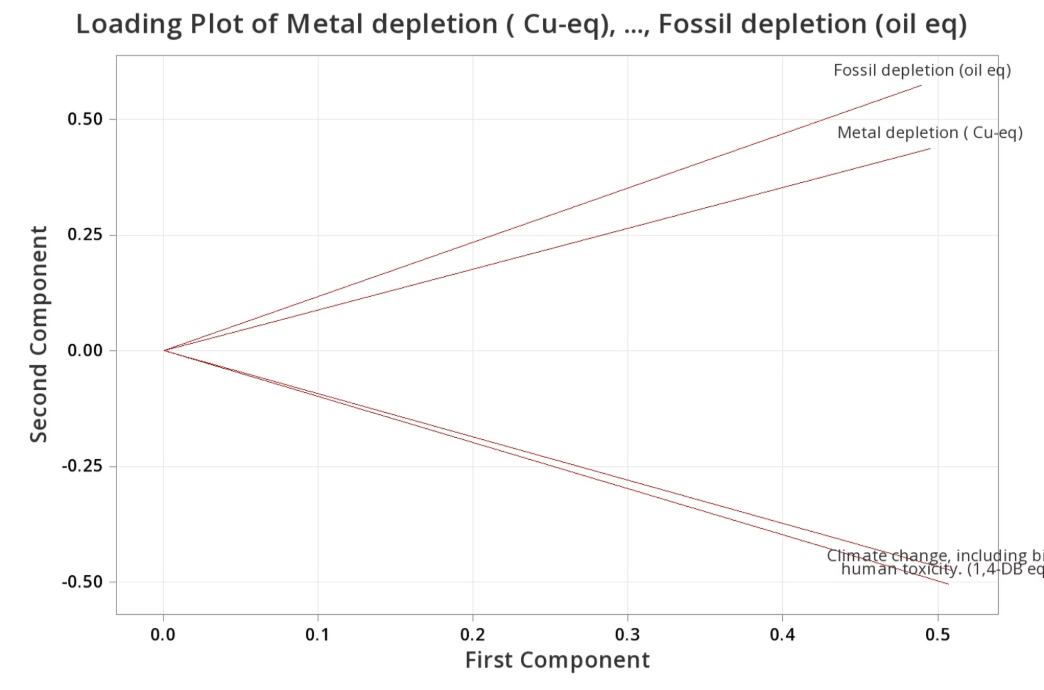 Loading Plot of Metal depletion ( Cu-eq), ..., Fossil depletion (oil eq)
Fossil depletion (oil eq)
Metal depletion ( Cu-eq)
0.50
0.25
0.00
-0.25
-0.50
Second Component
Climate change, including bi
human toxicity. (1,4-DB eq
0.0 0.1 0.2 0.3 0.4 0.5
First Component